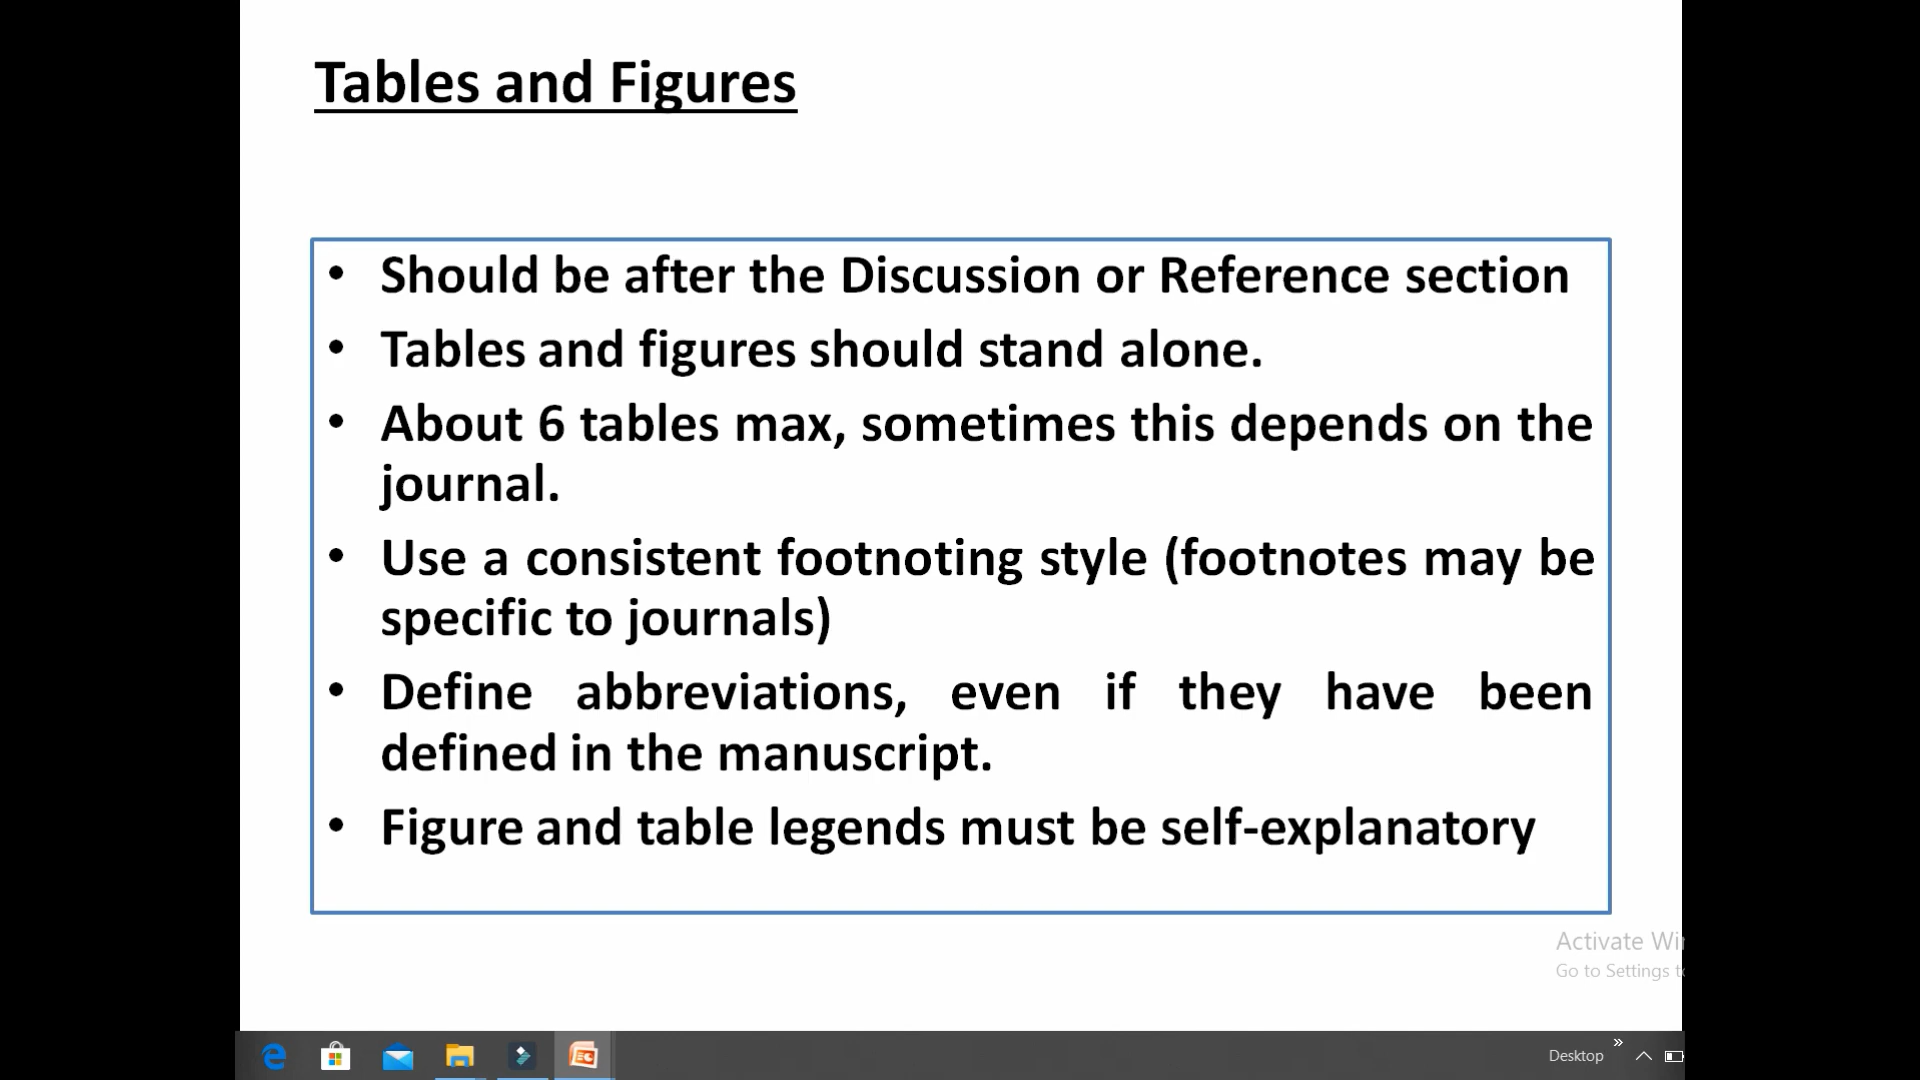 Tables and Figures
• Should be after the Discussion or Reference section
• Tables and figures should stand alone.
• About 6 tables max, sometimes this depends on the
journal.
• Use a consistent footnoting style (footnotes may be
specific to journals)
• Define abbreviations, even if they have been
defined in the manuscript.
• Figure and table legends must be self-explanatory
Activate Wi
Go to Settings t
Desktop